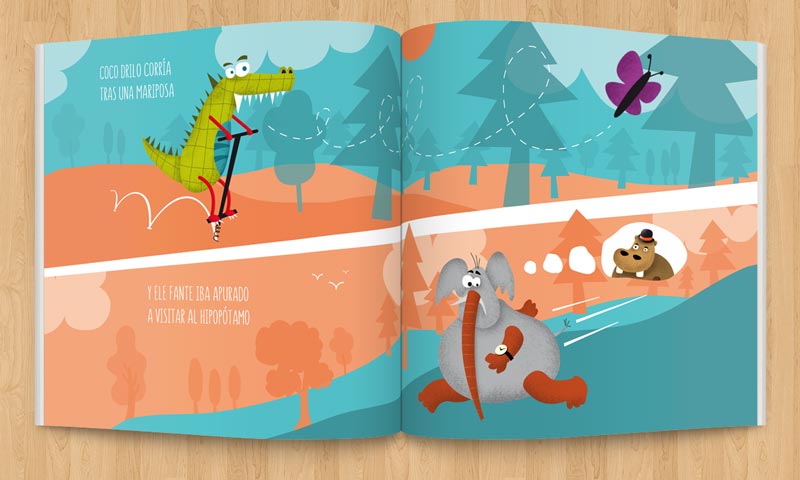 COCO DRILO CORRÍA
TRAS UNA MARIPOSA
Y ELE FANTE IBA APURADO
A VISITAR AL HIPOPÓTAMO